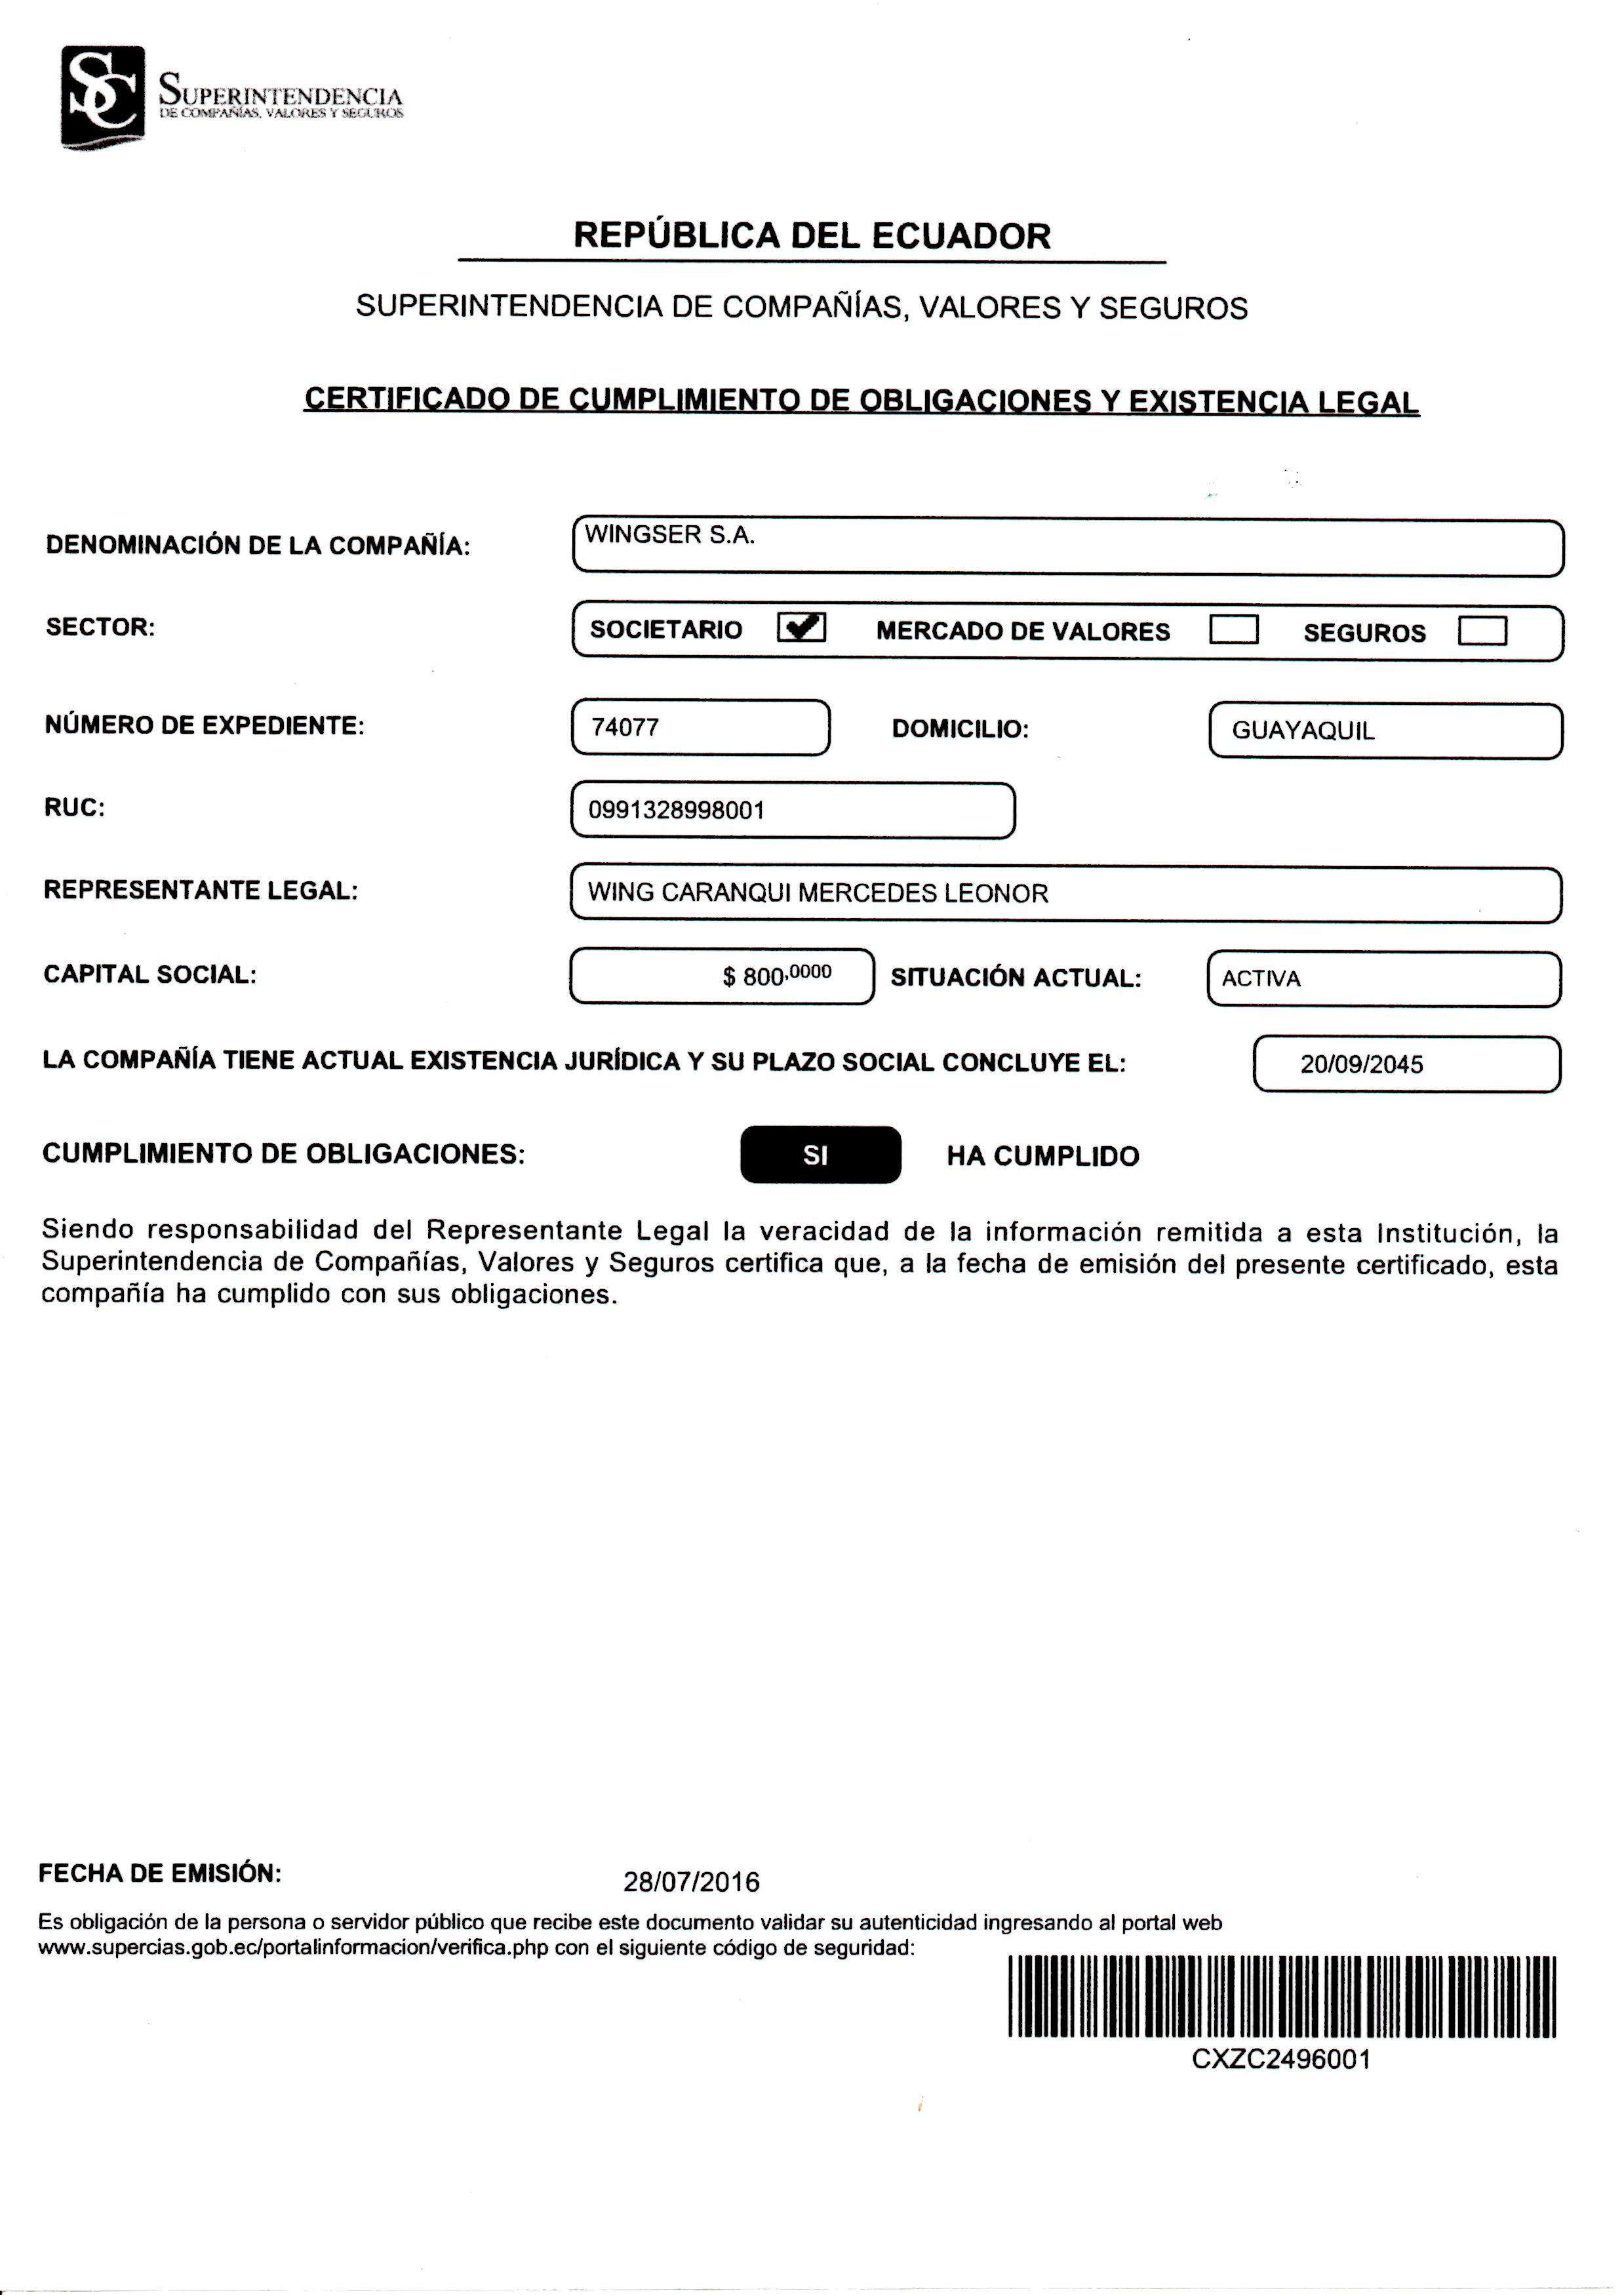 SC
SUPERINTENDENCIA
DE COMPAÑÍAS, VALORES Y SEGUROS
REPÚBLICA DEL ECUADOR
SUPERINTENDENCIA DE COMPAÑÍAS, VALORES Y SEGUROS
CERTIFICADO DE CUMPLIMIENTO DE OBLIGACIONES Y EXISTENCIA LEGAL
DENOMINACIÓN DE LA COMPAÑÍA: WINGSER S.A.
SECTOR: SOCIETARIO MERCADO DE VALORES SEGUROS
NÚMERO DE EXPEDIENTE: 74077 DOMICILIO: GUAYAQUIL
RUC: 0991328998001
REPRESENTANTE LEGAL: WING CARANQUI MERCEDES LEONOR
CAPITAL SOCIAL: $ 800,0000 SITUACIÓN ACTUAL: ACTIVA
LA COMPAÑÍA TIENE ACTUAL EXISTENCIA JURÍDICA Y SU PLAZO SOCIAL CONCLUYE EL: 20/09/2045
CUMPLIMIENTO DE OBLIGACIONES: SI HA CUMPLIDO
Siendo responsabilidad del Representante Legal la veracidad de la información remitida a esta Institución, la
Superintendencia de Compañías, Valores y Seguros certifica que, a la fecha de emisión del presente certificado, esta
compañía ha cumplido con sus obligaciones.
FECHA DE EMISIÓN: 28/07/2016
Es obligación de la persona o servidor público que recibe este documento validar su autenticidad ingresando al portal web
www.supercias.gob.ec/portalinformacion/verifica.php con el siguiente código de seguridad:
CXZC2496001